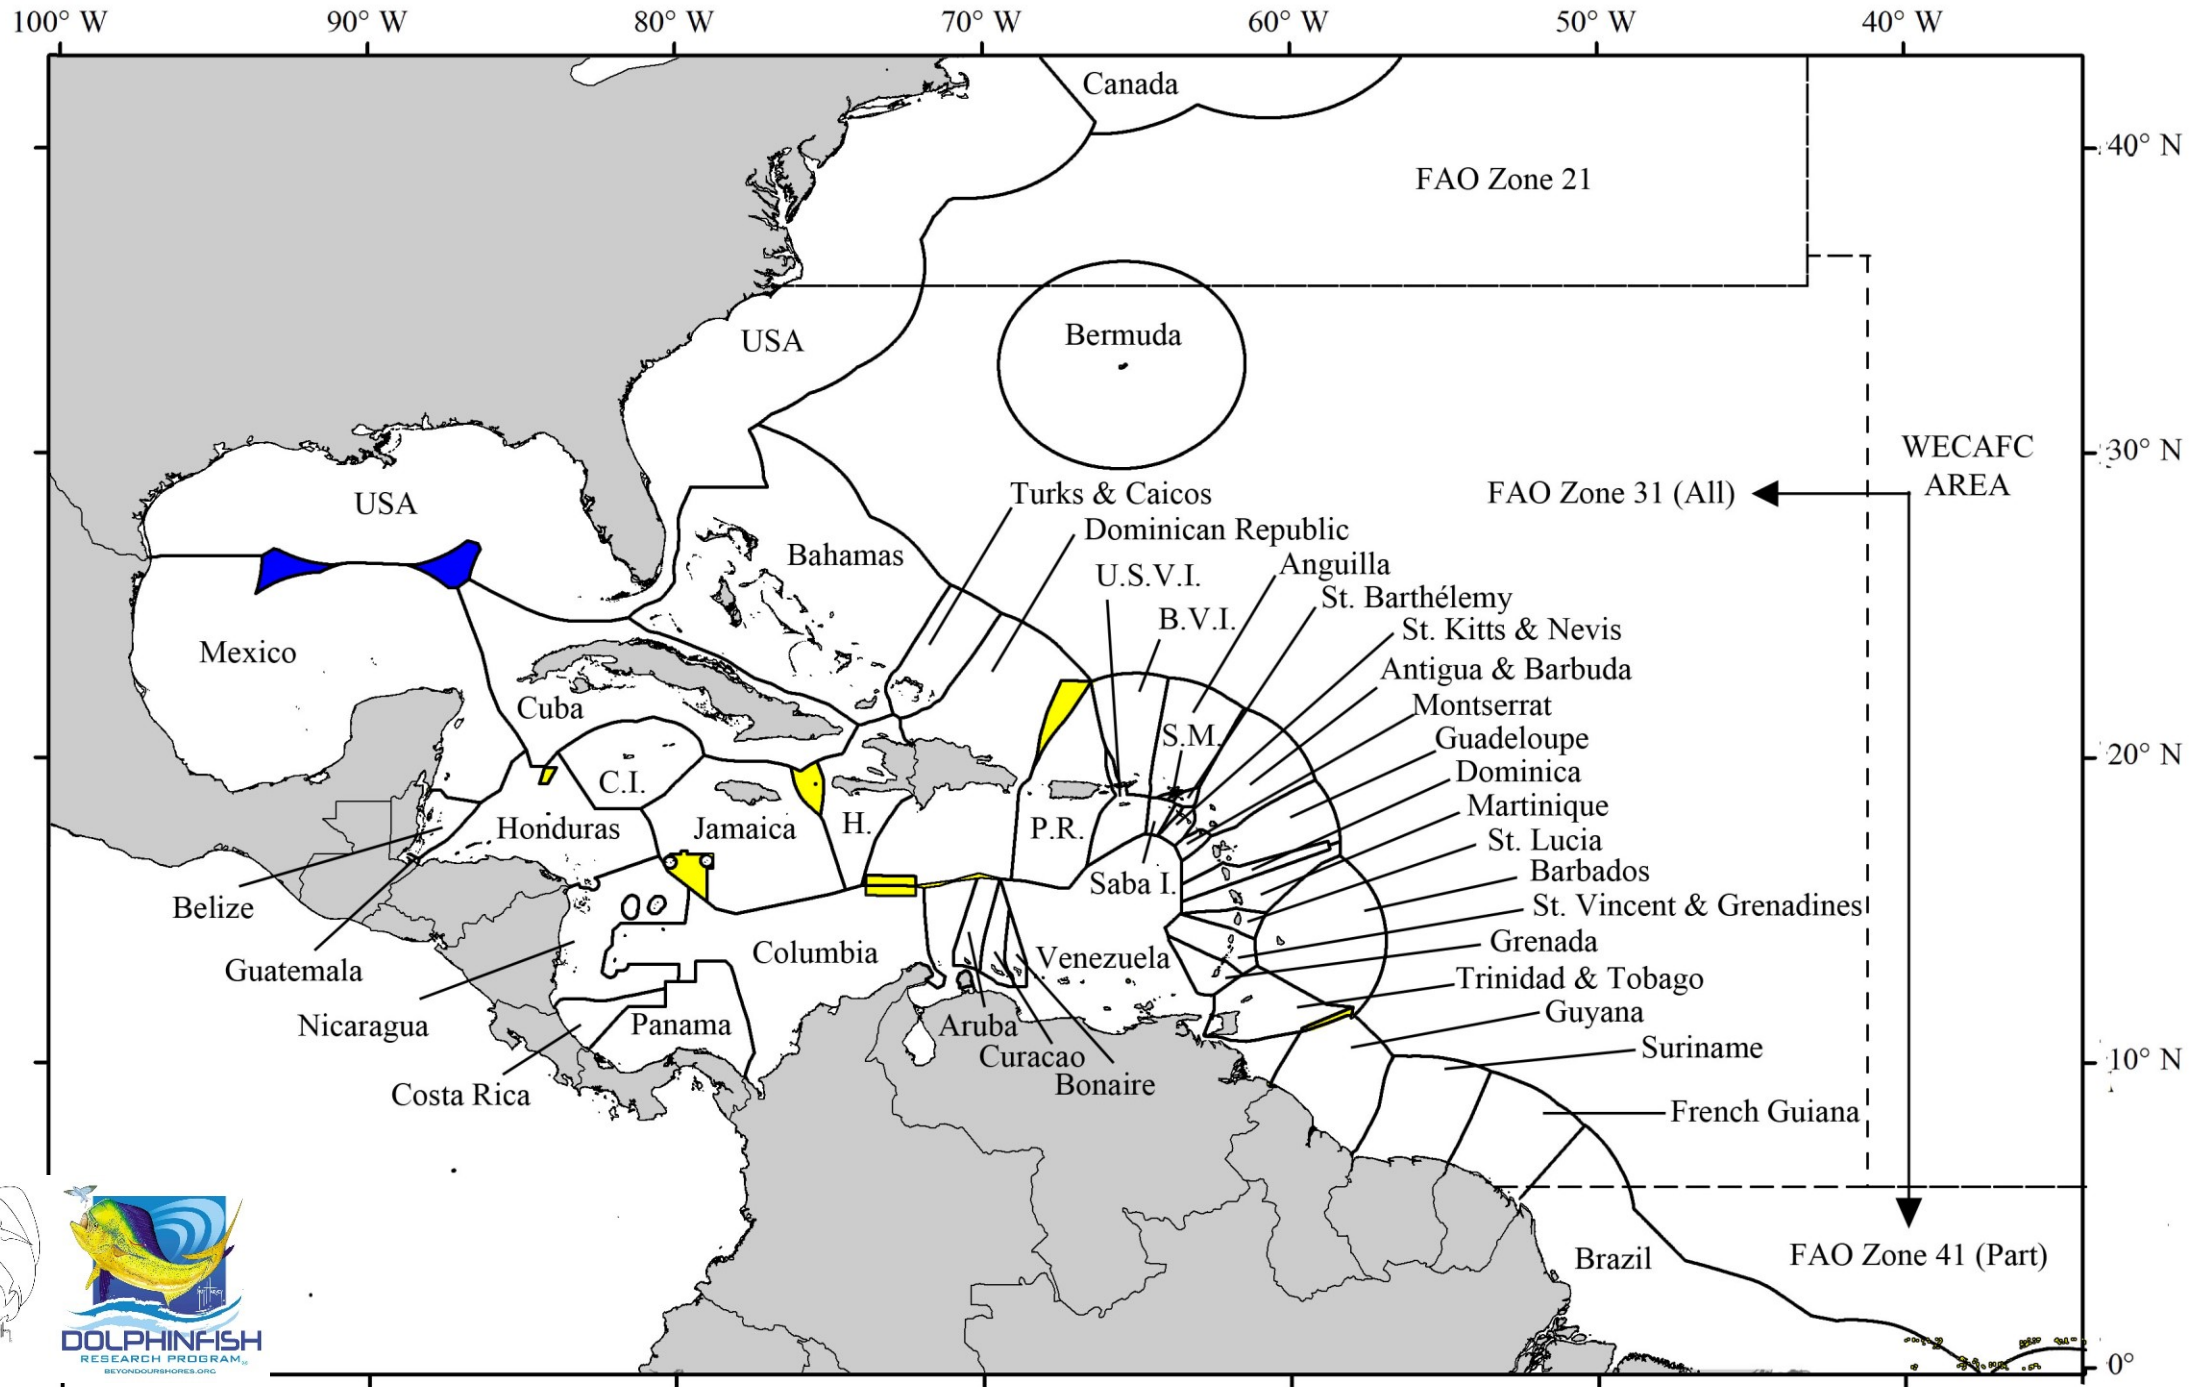 100° W
90° W
80° W
70° W
60° W
50° W
40° W
Canada
40° N
FAO Zone 21
Bermuda
USA
WECAFC
AREA
30° N
USA
Turks & Caicos
FAO Zone 31 (All)
Dominican Republic
Bahamas
Anguilla
U.S.V.I.
St. Barthélemy
B.V.I.
St. Kitts & Nevis
Mexico
Antigua & Barbuda
Cuba
Montserrat
S.M.
Guadeloupe
20° N
C.I.
Dominica
Martinique
Honduras
Jamaica
H.
P.R.
St. Lucia
Saba I.
Barbados
Belize
St. Vincent & Grenadines
Grenada
Columbia
Venezuela
Guatemala
Trinidad & Tobago
Nicaragua
Panama
Aruba
Guyana
Curacao
Suriname
10° N
Bonaire
Costa Rica
French Guiana
Brazil
FAO Zone 41 (Part)
DOLPHINFISH
RESEARCH PROGRAM
BEYONDOURSHORES.ORG
0°